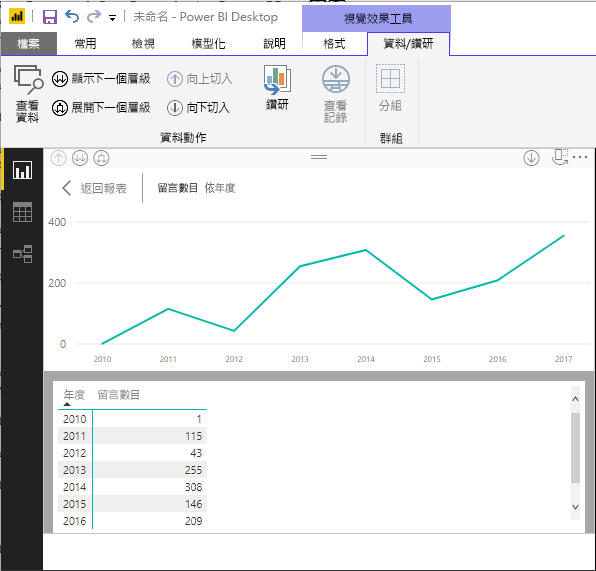 未命名 - Power BI Desktop
視覺效果工具
檔案 常用 檢視 模型化 說明 格式 資料/鑽研
查看
資料
顯示下一個層級
展開下一個層級
向上切入
向下切入
鑽研
查看
記錄
分組
資料動作
群組
返回報表
留言數目 依年度
400
200
0
2010 2011 2012 2013 2014 2015 2016 2017
年度 留言數目
2010 1
2011 115
2012 43
2013 255
2014 308
2015 146
2016 209